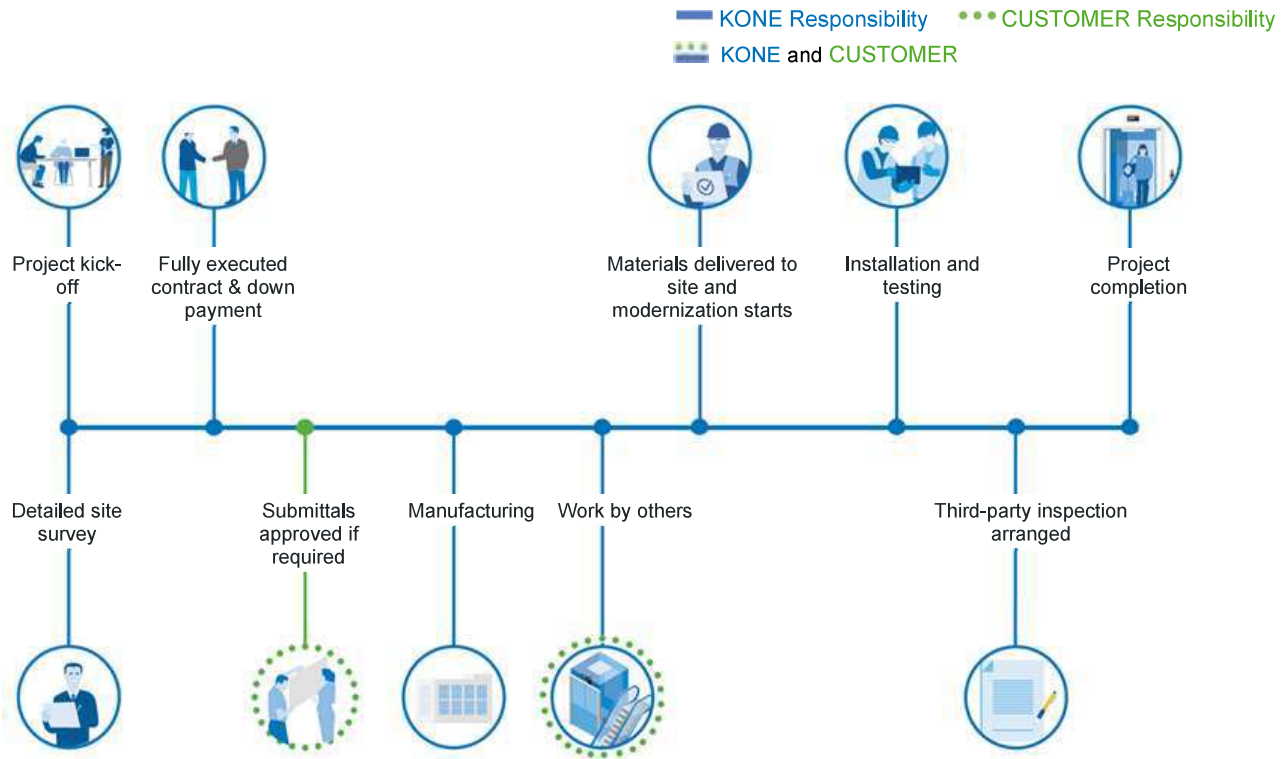 KONE Responsibility
CUSTOMER Responsibility
KONE and CUSTOMER
Project kick-
off
Fully executed
contract & down
payment
Materials delivered to
site and
modernization starts
Installation and
testing
Project
completion
Detailed site
survey
Submittals
approved if
required
Manufacturing
Work by others
Third-party inspection
arranged